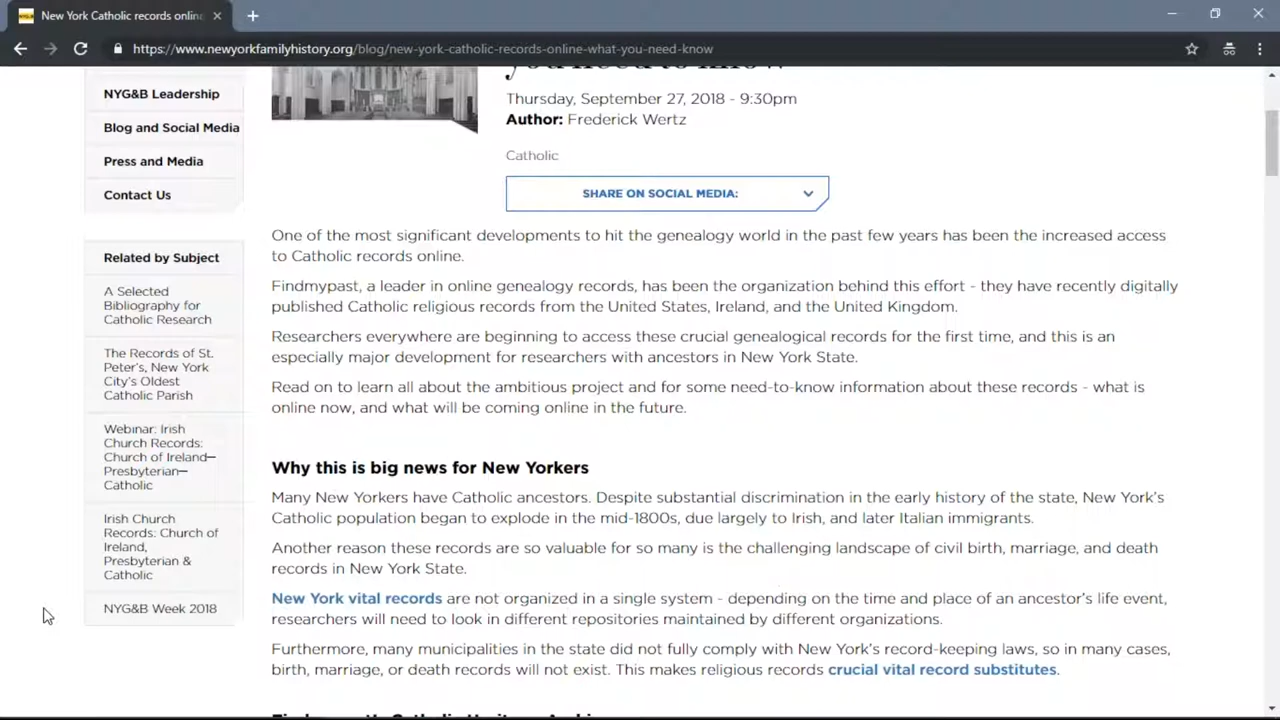 New York Catholic records onlin
https://www.newyorkfamilyhistory.org/blog/new-york-catholic-records-online-what-you-need-know
NYG&B Leadership
Blog and Social Media
Press and Media
Contact Us
Related by Subject
A Selected
Bibliography for
Catholic Research
The Records of St.
Peter's, New York
City's Oldest
Catholic Parish
Webinar: Irish
Church Records:
Church of Ireland—
Presbyterian—
Catholic
Irish Church
Records: Church of
Ireland,
Presbyterian &
Catholic
NYG&B Week 2018
you need to know
Thursday, September 27, 2018 - 9:30pm
Author: Frederick Wertz
Catholic
SHARE ON SOCIAL MEDIA:
One of the most significant developments to hit the genealogy world in the past few years has been the increased access
to Catholic records online.
Findmypast, a leader in online genealogy records, has been the organization behind this effort - they have recently digitally
published Catholic religious records from the United States, Ireland, and the United Kingdom.
Researchers everywhere are beginning to access these crucial genealogical records for the first time, and this is an
especially major development for researchers with ancestors in New York State.
Read on to learn all about the ambitious project and for some need-to-know information about these records - what is
online now, and what will be coming online in the future.
Why this is big news for New Yorkers
Many New Yorkers have Catholic ancestors. Despite substantial discrimination in the early history of the state, New York's
Catholic population began to explode in the mid-1800s, due largely to Irish, and later Italian immigrants.
Another reason these records are so valuable for so many is the challenging landscape of civil birth, marriage, and death
records in New York State.
New York vital records are not organized in a single system - depending on the time and place of an ancestor's life event,
researchers will need to look in different repositories maintained by different organizations.
Furthermore, many municipalities in the state did not fully comply with New York's record-keeping laws, so in many cases,
birth, marriage, or death records will not exist. This makes religious records crucial vital record substitutes.